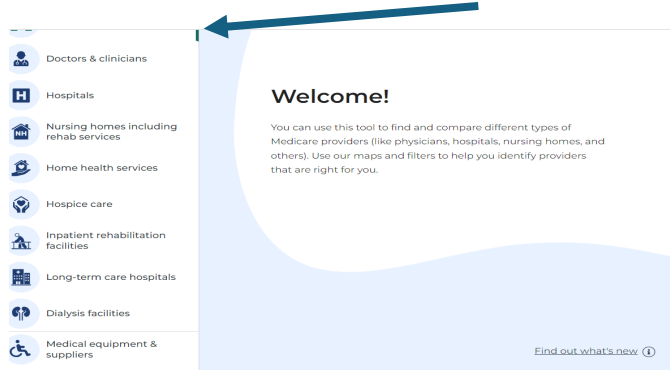 Doctors & clinicians
Hospitals
Nursing homes including
rehab services
Home health services
Hospice care
Inpatient rehabilitation
facilities
Long-term care hospitals
Dialysis facilities
Medical equipment &
suppliers
Welcome!
You can use this tool to find and compare different types of
Medicare providers (like physicians, hospitals, nursing homes, and
others). Use our maps and filters to help you identify providers
that are right for you.
Find out what's new